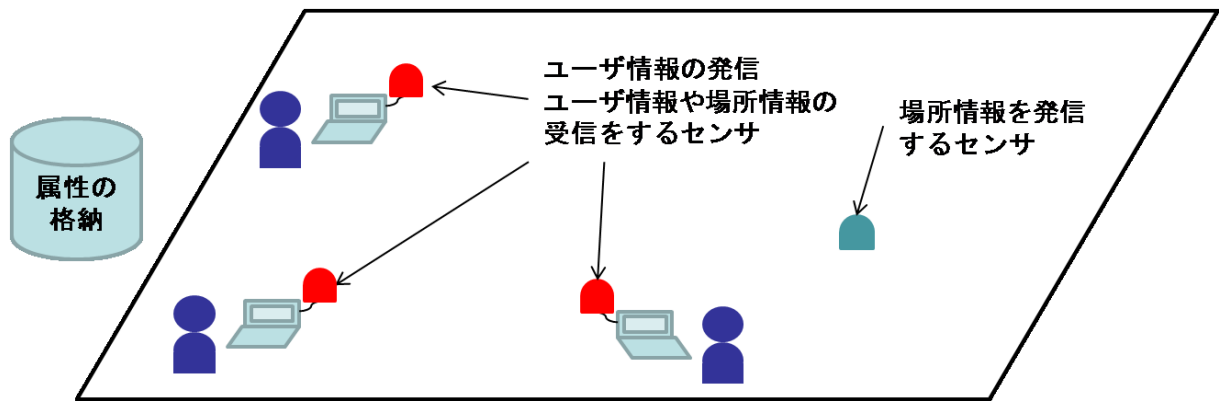 ユーザ情報の発信
ユーザ情報や場所情報の
受信をするセンサ
場所情報を発信
するセンサ
属性の
格納